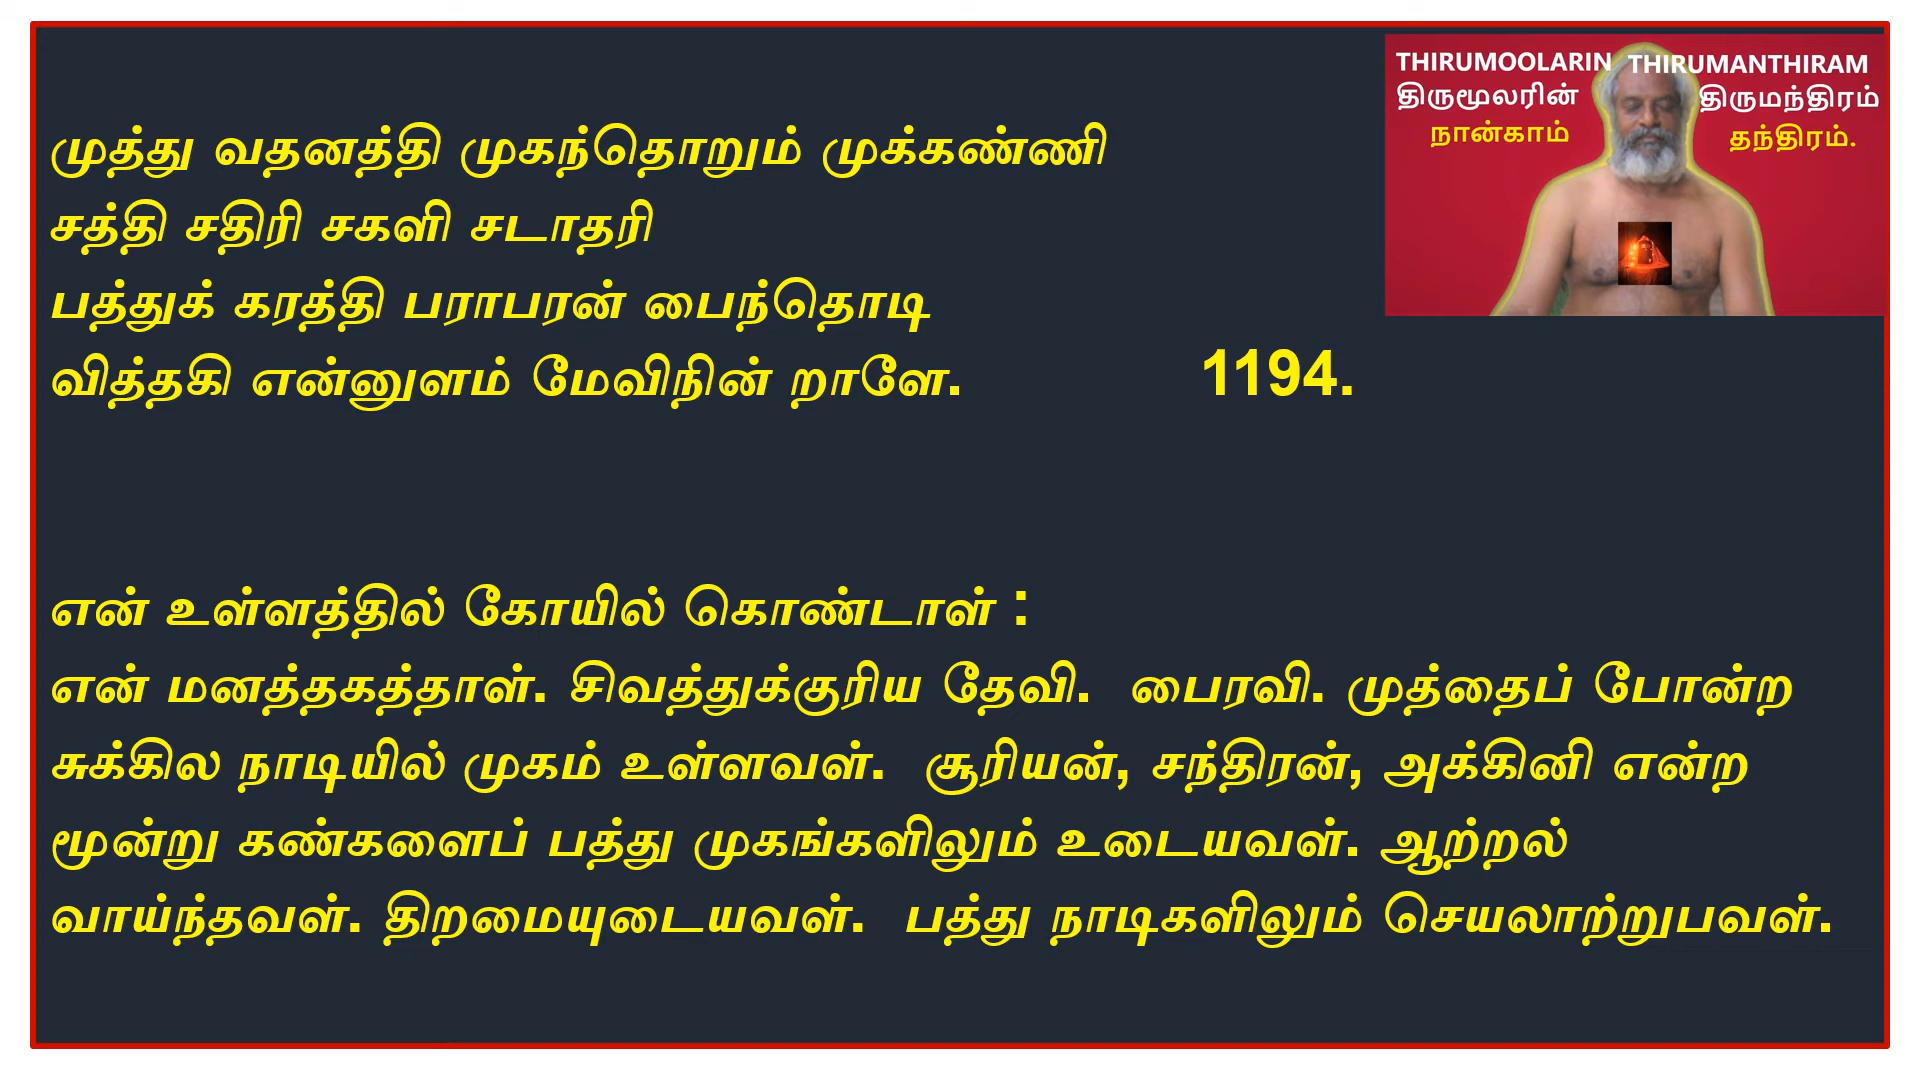 THIRUMOOLARIN THIRUMANTHIRAM
திருமூலரின் திருமந்திரம்
நான்காம் தந்திரம்.
முத்து வதனத்தி முகந்தொறும் முக்கண்ணி
சத்தி சதிரி சகளி சடாதரி
பத்துக் கரத்தி பராபரன் பைந்தொடி
வித்தகி என்னுளம் மேவிநின் றாளே. 1194.
என் உள்ளத்தில் கோயில் கொண்டாள் :
என் மனத்தகத்தாள். சிவத்துக்குரிய தேவி. பைரவி. முத்தைப் போன்ற
சுக்கில நாடியில் முகம் உள்ளவள். சூரியன், சந்திரன், அக்கினி என்ற
மூன்று கண்களைப் பத்து முகங்களிலும் உடையவள். ஆற்றல்
வாய்ந்தவள். திறமையுடையவள். பத்து நாடிகளிலும் செயலாற்றுபவள்.